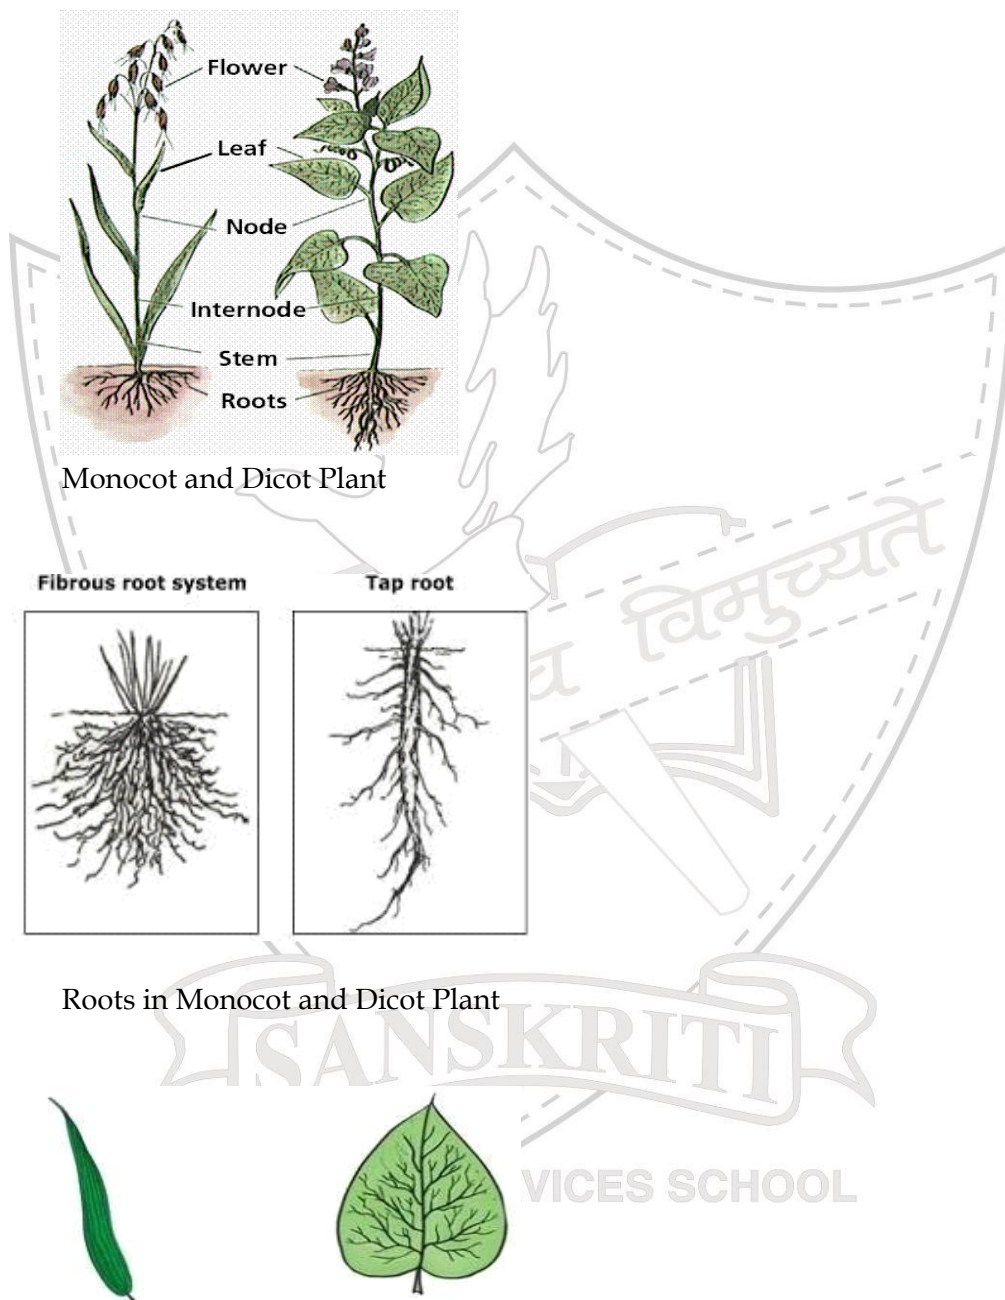 Flower
Leaf
Node
Internode
Stem
Roots
Monocot and Dicot Plant
Fibrous root system
Tap root
विमुच्यते
Roots in Monocot and Dicot Plant
SANSKRITI
VICES SCHOOL